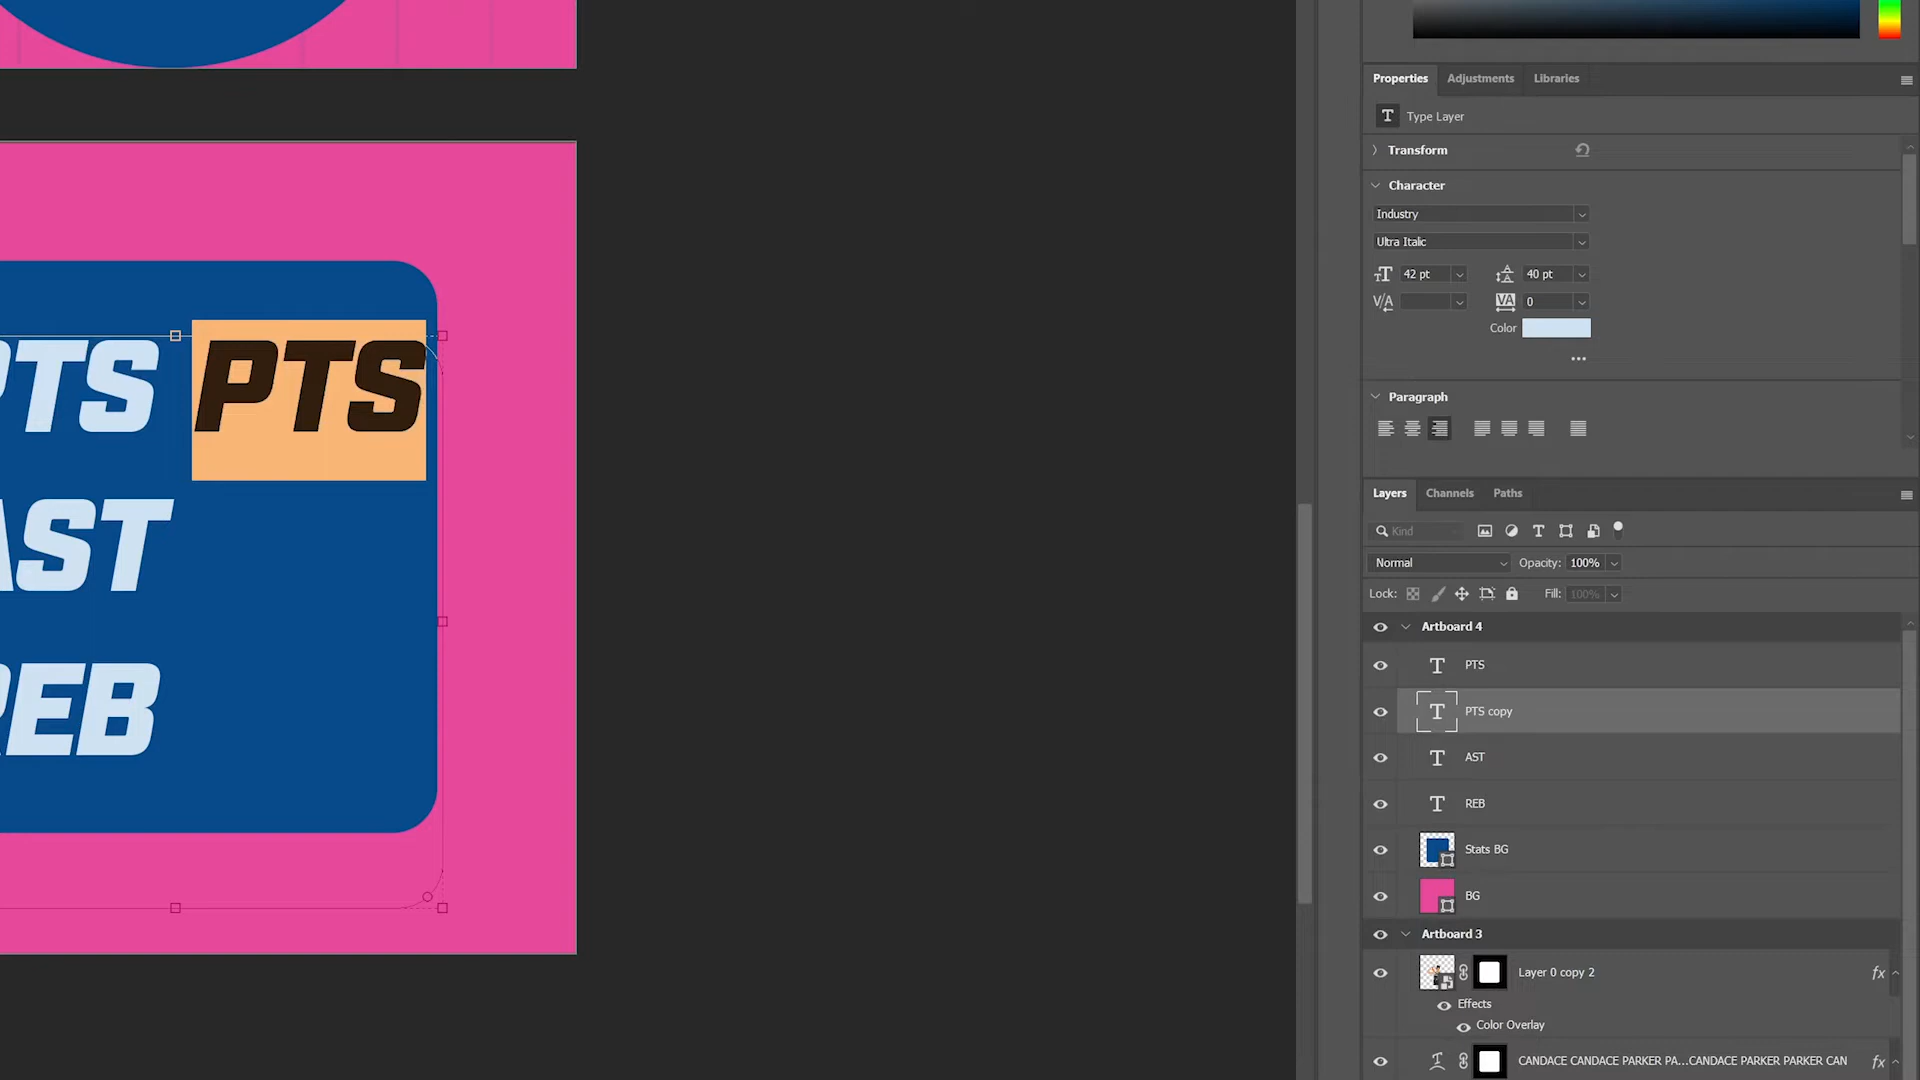 Properties Adjustments Libraries
T Type Layer
Transform
Character
Industry
Ultra Italic
42 pt 40 pt
0
Color
Paragraph
PTS PTS
AST
REB
Layers Channels Paths
Kind
Normal Opacity: 100%
Lock: Fill: 100%
Artboard 4
T PTS
T PTS copy
T AST
T REB
Stats BG
BG
Artboard 3
Layer 0 copy 2 fx
Effects
Color Overlay
CANDACE CANDACE PARKER PA...CANDACE PARKER PARKER CAN fx